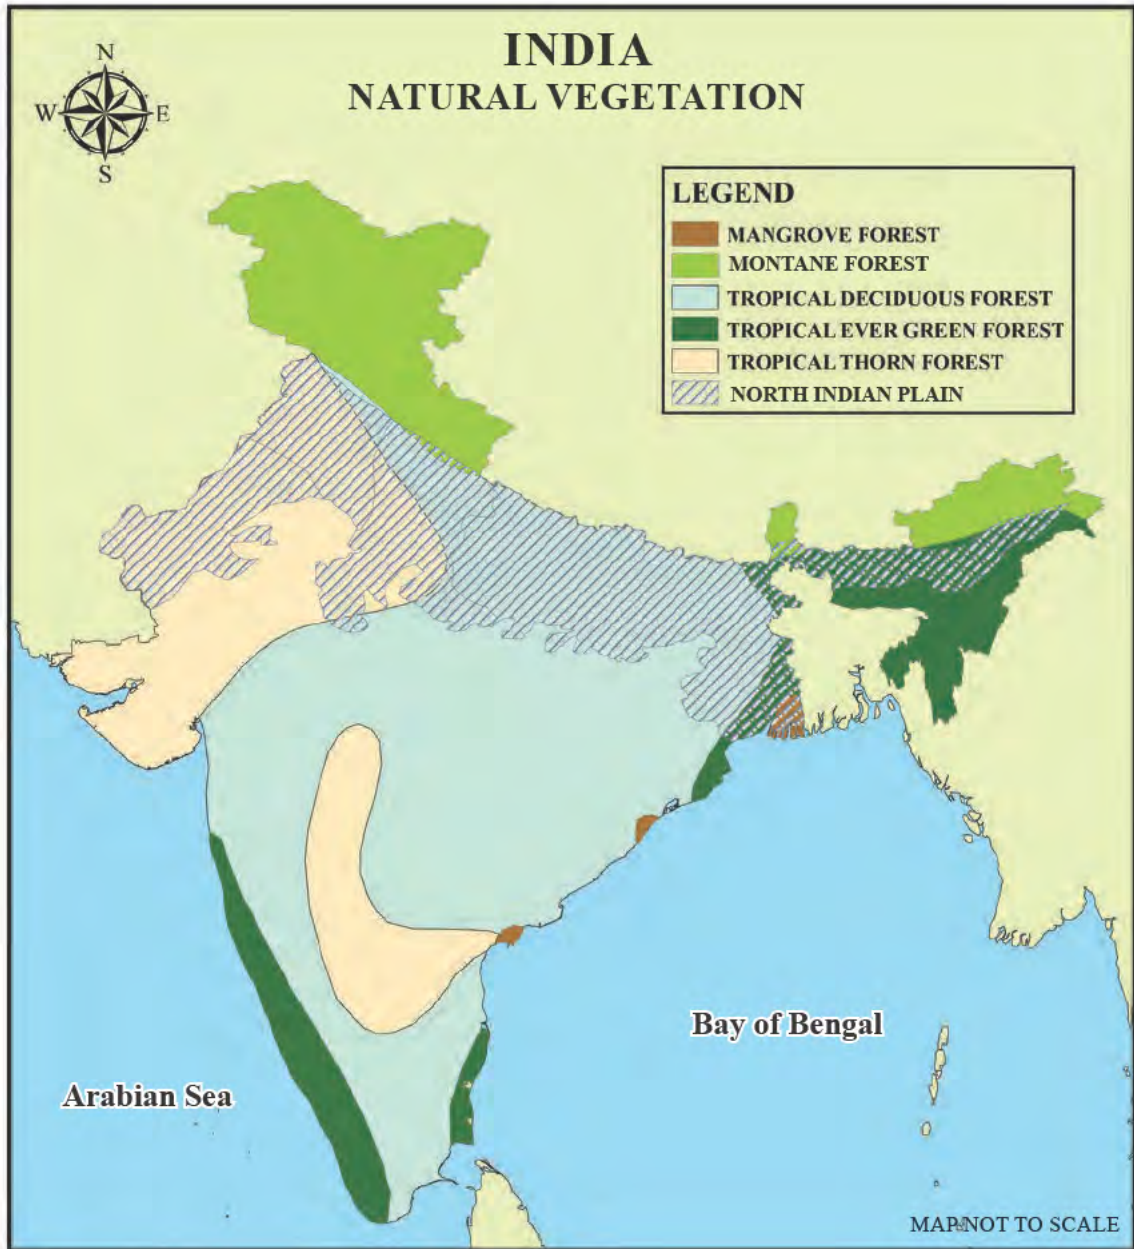 INDIA
NATURAL VEGETATION
N
W
E
S
LEGEND
MANGROVE FOREST
MONTANE FOREST
TROPICAL DECIDUOUS FOREST
TROPICAL EVER GREEN FOREST
TROPICAL THORN FOREST
NORTH INDIAN PLAIN
Bay of Bengal
Arabian Sea
MAP NOT TO SCALE